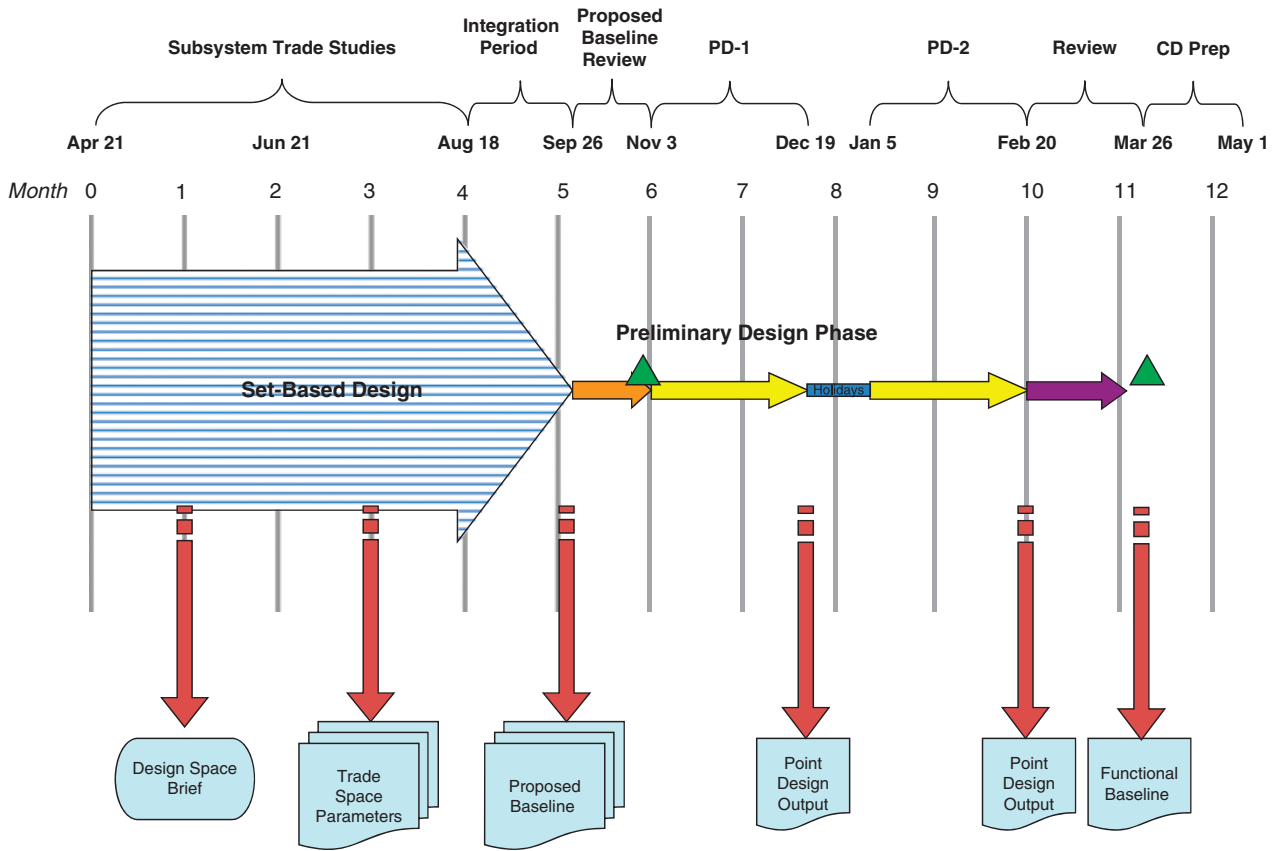 Subsystem Trade Studies
Integration
Period
Proposed
Baseline
Review
PD-1
PD-2
Review
CD Prep
Apr 21
Jun 21
Aug 18
Sep 26
Nov 3
Dec 19
Jan 5
Feb 20
Mar 26
May 1
Month 0 1 2 3 4 5 6 7 8 9 10 11 12
Preliminary Design Phase
Set-Based Design
Holidays
Design Space
Brief
Trade
Space
Parameters
Proposed
Baseline
Point
Design
Output
Point
Design
Output
Functional
Baseline